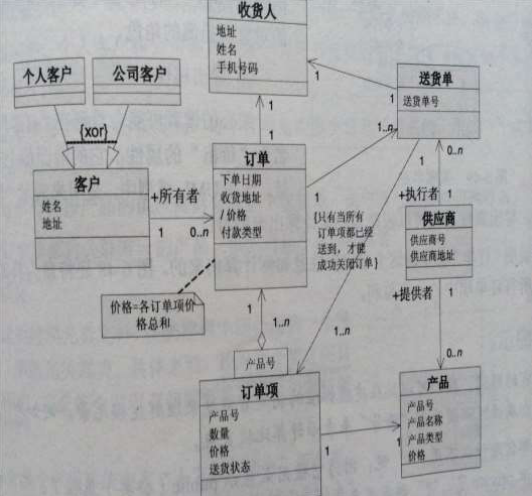 收货人
地址
姓名
手机号码
个人客户
公司客户
{xor}
送货单
送货单号
1
1
1
1
1..n
订单
下单日期
收货地址
/ 价格
付款类型
客户
姓名
地址
+所有者
1
0..n
1
{只有当所有
订单项都已经
送到,才能
成功关闭订单}
1
0..n
+执行者
1
供应商
供应商号
供应商地址
+提供者
1
价格=各订单项价
格总和
1
1..n
1..n
0..n
产品号
订单项
产品号
数量
价格
送货状态
1
1
产品
产品号
产品名称
产品类型
价格